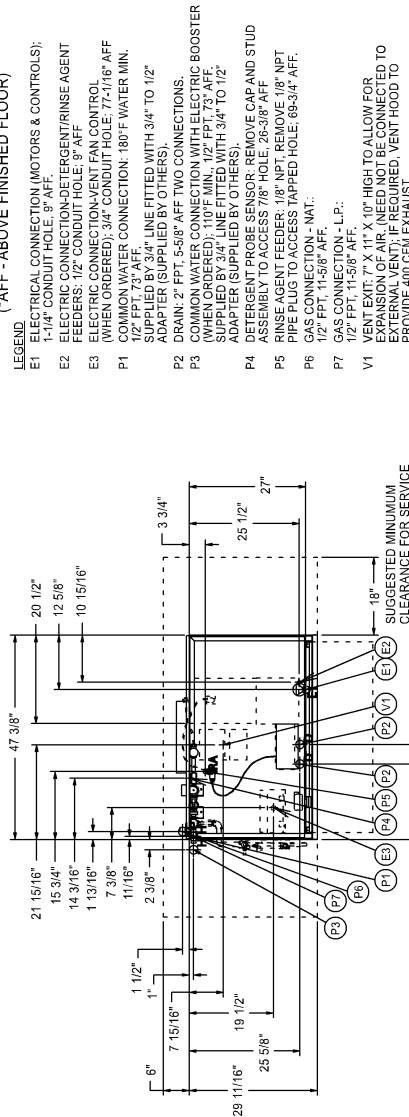 (*AFF - ABOVE FINISHED FLOOR)
LEGEND
E1 ELECTRICAL CONNECTION (MOTORS & CONTROLS);
1-1/4" CONDUIT HOLE, 9" AFF.
E2 ELECTRIC CONNECTION-DETERGENT/RINSE AGENT
FEEDERS: 1/2" CONDUIT HOLE; 9" AFF
E3 ELECTRIC CONNECTION-VENT FAN CONTROL
(WHEN ORDERED); 3/4" CONDUIT HOLE; 77-1/16" AFF
P1 COMMON WATER CONNECTION: 180°F WATER MIN.
1/2" FPT, 73" AFF.
SUPPLIED BY 3/4" LINE FITTED WITH 3/4" TO 1/2"
ADAPTER (SUPPLIED BY OTHERS).
P2 DRAIN: 2" FPT, 5-5/8" AFF TWO CONNECTIONS.
P3 COMMON WATER CONNECTION WITH ELECTRIC BOOSTER
(WHEN ORDERED): 110°F MIN, 1/2" FPT, 73" AFF.
SUPPLIED BY 3/4" LINE FITTED WITH 3/4" TO 1/2"
ADAPTER (SUPPLIED BY OTHERS).
P4 DETERGENT PROBE SENSOR: REMOVE CAP AND STUD
ASSEMBLY TO ACCESS 7/8" HOLE, 26-3/8" AFF
P5 RINSE AGENT FEEDER: 1/8" NPT, REMOVE 1/8" NPT
PIPE PLUG TO ACCESS TAPPED HOLE: 69-3/4" AFF.
P6 GAS CONNECTION - NAT.:
1/2" FPT, 11-5/8" AFF.
P7 GAS CONNECTION - L.P.:
1/2" FPT, 11-5/8" AFF.
V1 VENT EXIT: 7" X 11" X 10" HIGH TO ALLOW FOR
EXPANSION OF AIR. (NEED NOT BE CONNECTED TO
EXTERNAL VENT); IF REQUIRED, VENT HOOD TO
PROVIDE 400 CFM EXHAUST
47 3/8"
21 15/16"
20 1/2"
15 3/4"
12 5/8"
14 3/16"
10 15/16"
1 13/16"
7 3/8"
11/16"
2 3/8"
3 3/4"
1 1/2"
1"
7 15/16"
6"
19 1/2"
25 5/8"
29 11/16"
25 1/2"
27"
18"
SUGGESTED MINUMUM
CLEARANCE FOR SERVICE
P3
P7
P6
P1
E3
P4
P5
P2
V1
P2
E1
E2